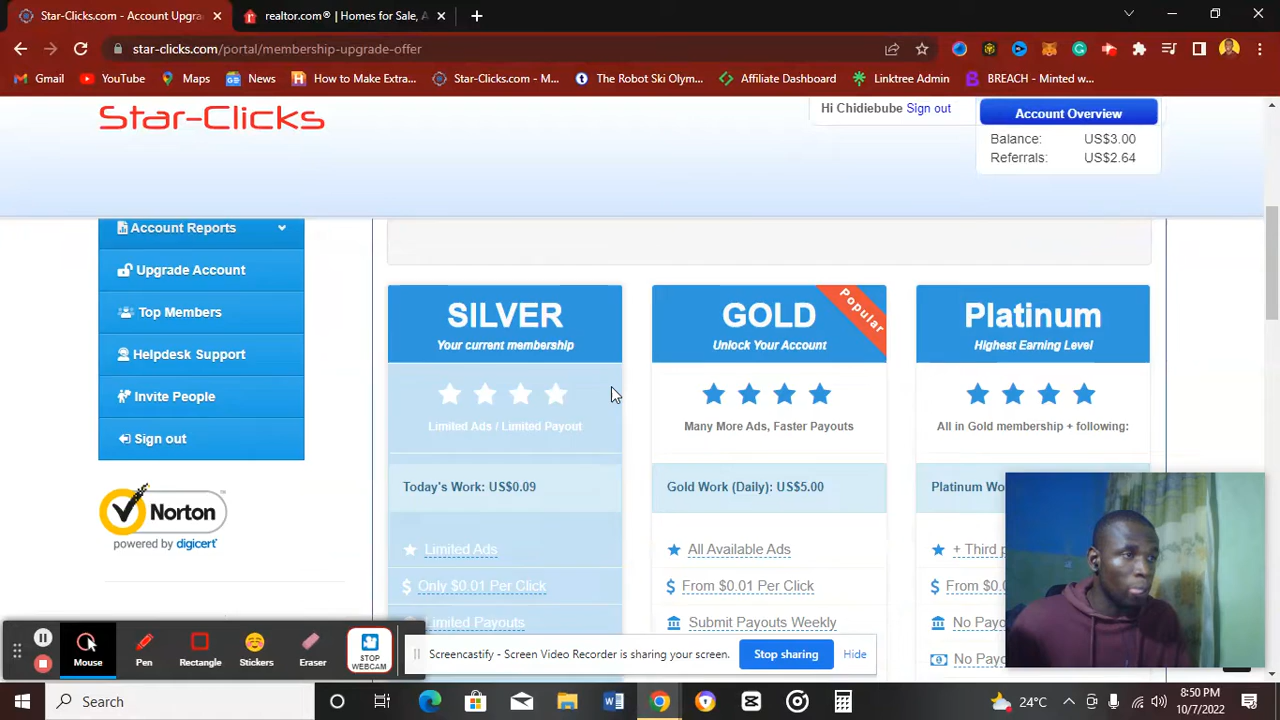 Star-Clicks.com - Account Upgra
realtor.com® | Homes for Sale, A
star-clicks.com/portal/membership-upgrade-offer
Gmail
YouTube
Maps
News
How to Make Extra...
Star-Clicks.com - M...
The Robot Ski Olym...
Affiliate Dashboard
Linktree Admin
BREACH - Minted w...
Star-Clicks
Hi Chidiebube Sign out
Account Overview
Balance: US$3.00
Referrals: US$2.64
Account Reports
Upgrade Account
Top Members
Helpdesk Support
Invite People
Sign out
Norton
powered by digicert
SILVER
Your current membership
Limited Ads / Limited Payout
Today's Work: US$0.09
Limited Ads
Only $0.01 Per Click
Limited Payouts
GOLD
Popular
Unlock Your Account
Many More Ads, Faster Payouts
Gold Work (Daily): US$5.00
All Available Ads
From $0.01 Per Click
Submit Payouts Weekly
Platinum
Highest Earning Level
All in Gold membership + following:
Platinum Wo
+ Third p
From $0.0
No Payo
No Payo
Mouse
Pen
Rectangle
Stickers
Eraser
STOP
WEBCAM
Screencastify - Screen Video Recorder is sharing your screen.
Stop sharing
Hide
Search
24°C
8:50 PM
10/7/2022